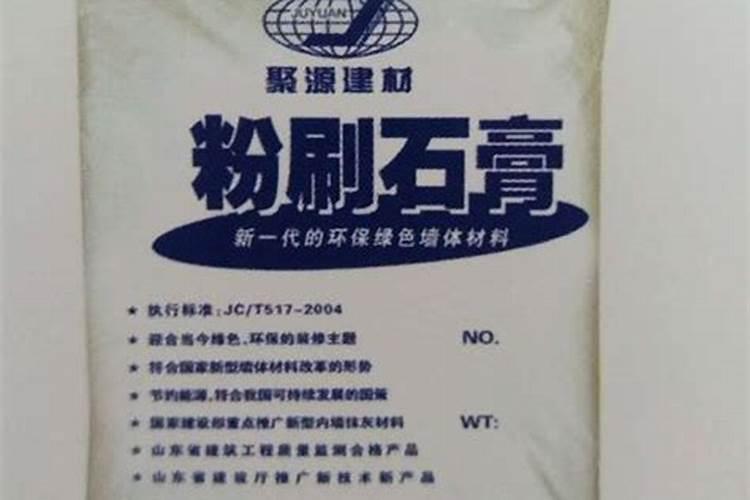 JUYUAN
聚源建材
粉刷石膏
新一代的环保绿色墙体材料
★ 执行标准:JC/T517-2004
★ 迎合当今绿色、环保的装修主题
NO.
★ 符合国家新型墙体材料改革的形势
★ 节约能源,符合我国可持续发展的国策
★ 国家建设部重点推广新型内墙抹灰材料
WT:
★ 山东省建筑工程质量监测合格产品
★ 山东省建设厅推广新技术新产品